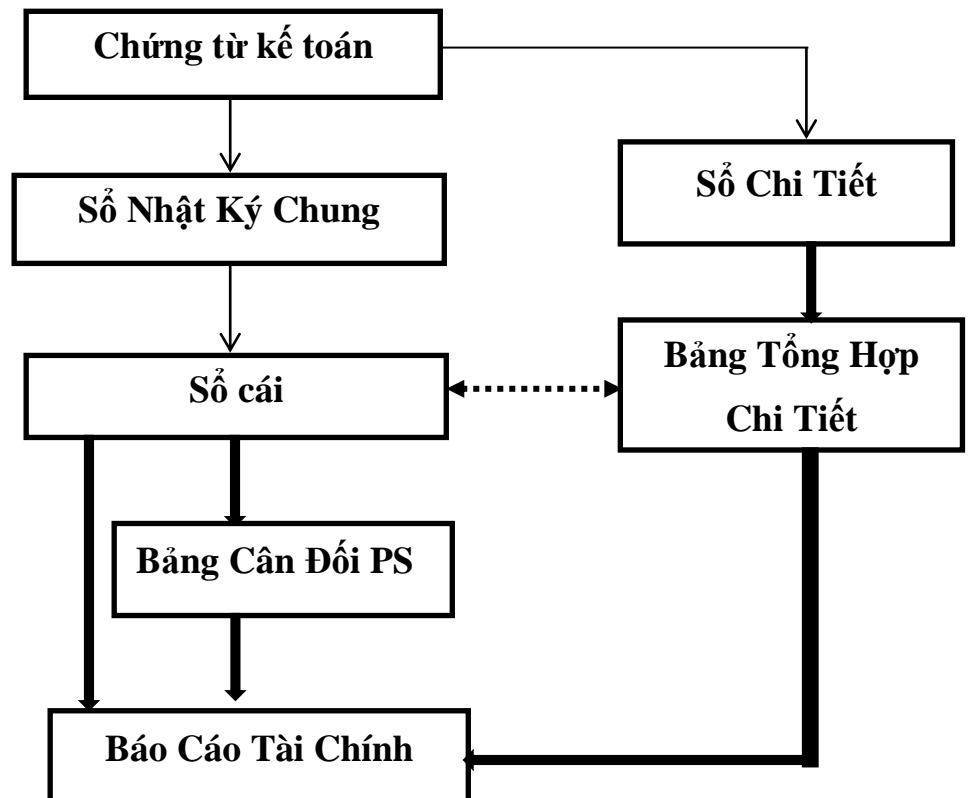 Chứng từ kế toán
Sổ Chi Tiết
Sổ Nhật Ký Chung
Bảng Tổng Hợp
Chi Tiết
Sổ cái
Bảng Cân Đối PS
Báo Cáo Tài Chính